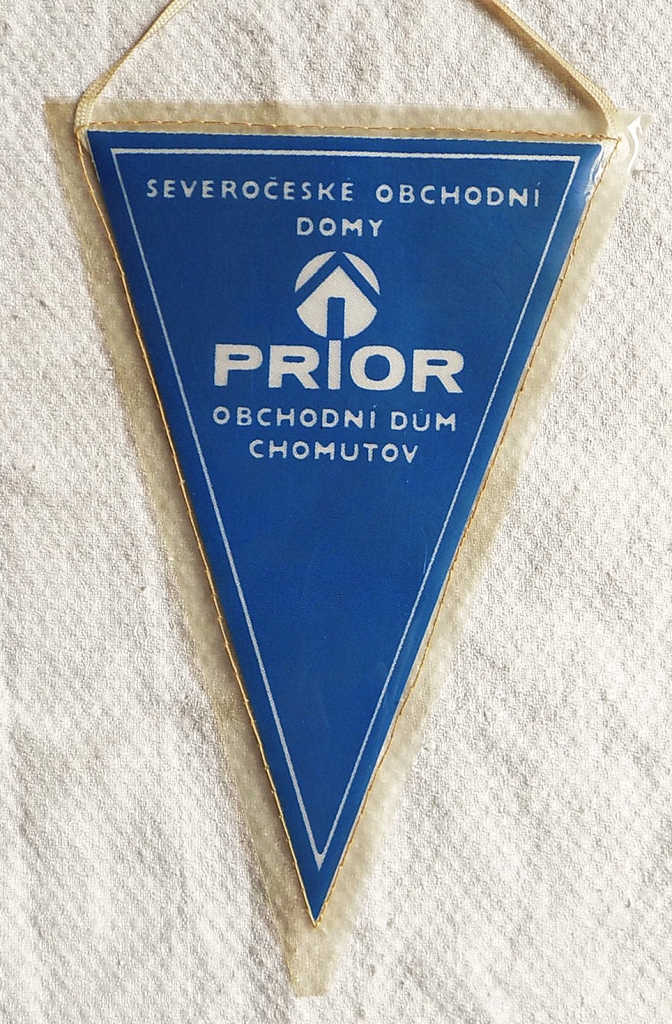 SEVEROČESKÉ OBCHODNÍ
DOMY
PRIOR
OBCHODNÍ DŮM
CHOMUTOV